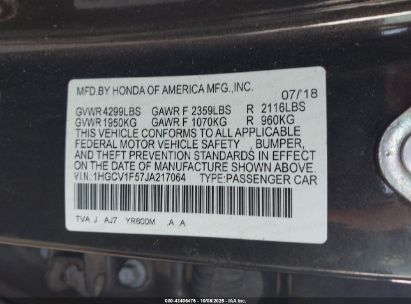 MFD BY HONDA OF AMERICA MFG.,INC. 07/18
GVWR 4299LBS GAWR F 2359LBS R 2116LBS
GVWR 1950KG GAWR F 1070KG R 960KG
THIS VEHICLE CONFORMS TO ALL APPLICABLE
FEDERAL MOTOR VEHICLE SAFETY , BUMPER,
AND THEFT PREVENTION STANDARDS IN EFFECT
ON THE DATE OF MANUFACTURE SHOWN ABOVE.
V.I.N.:1HGCV1F57JA217064 TYPE:PASSENGER CAR
TVA J AJ7 YR600M .A .A